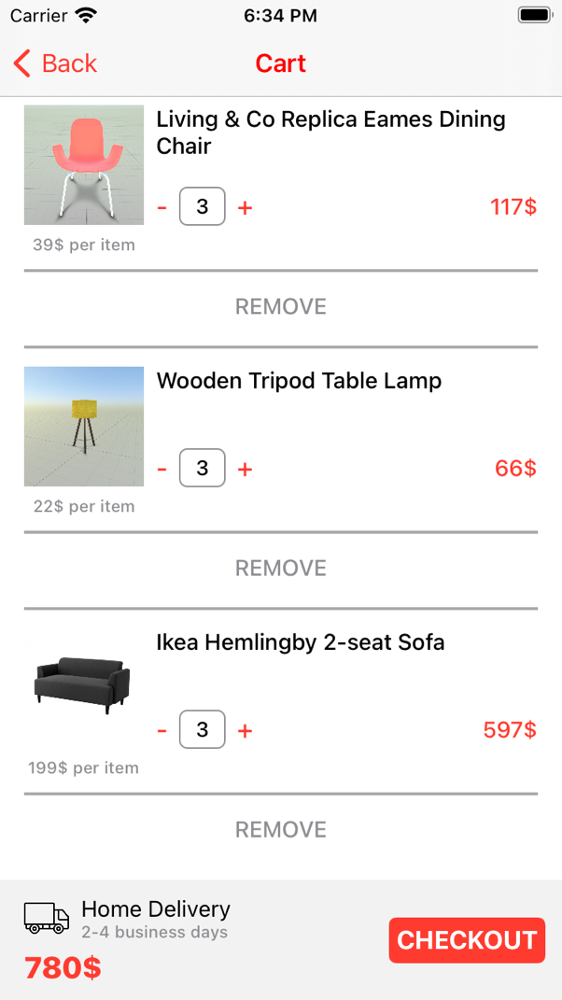 Carrier 6:34 PM
Back Cart
Living & Co Replica Eames Dining
Chair
- 3 + 117$
39$ per item
REMOVE
Wooden Tripod Table Lamp
- 3 + 66$
22$ per item
REMOVE
Ikea Hemlingby 2-seat Sofa
- 3 + 597$
199$ per item
REMOVE
Home Delivery
2-4 business days
780$
CHECKOUT